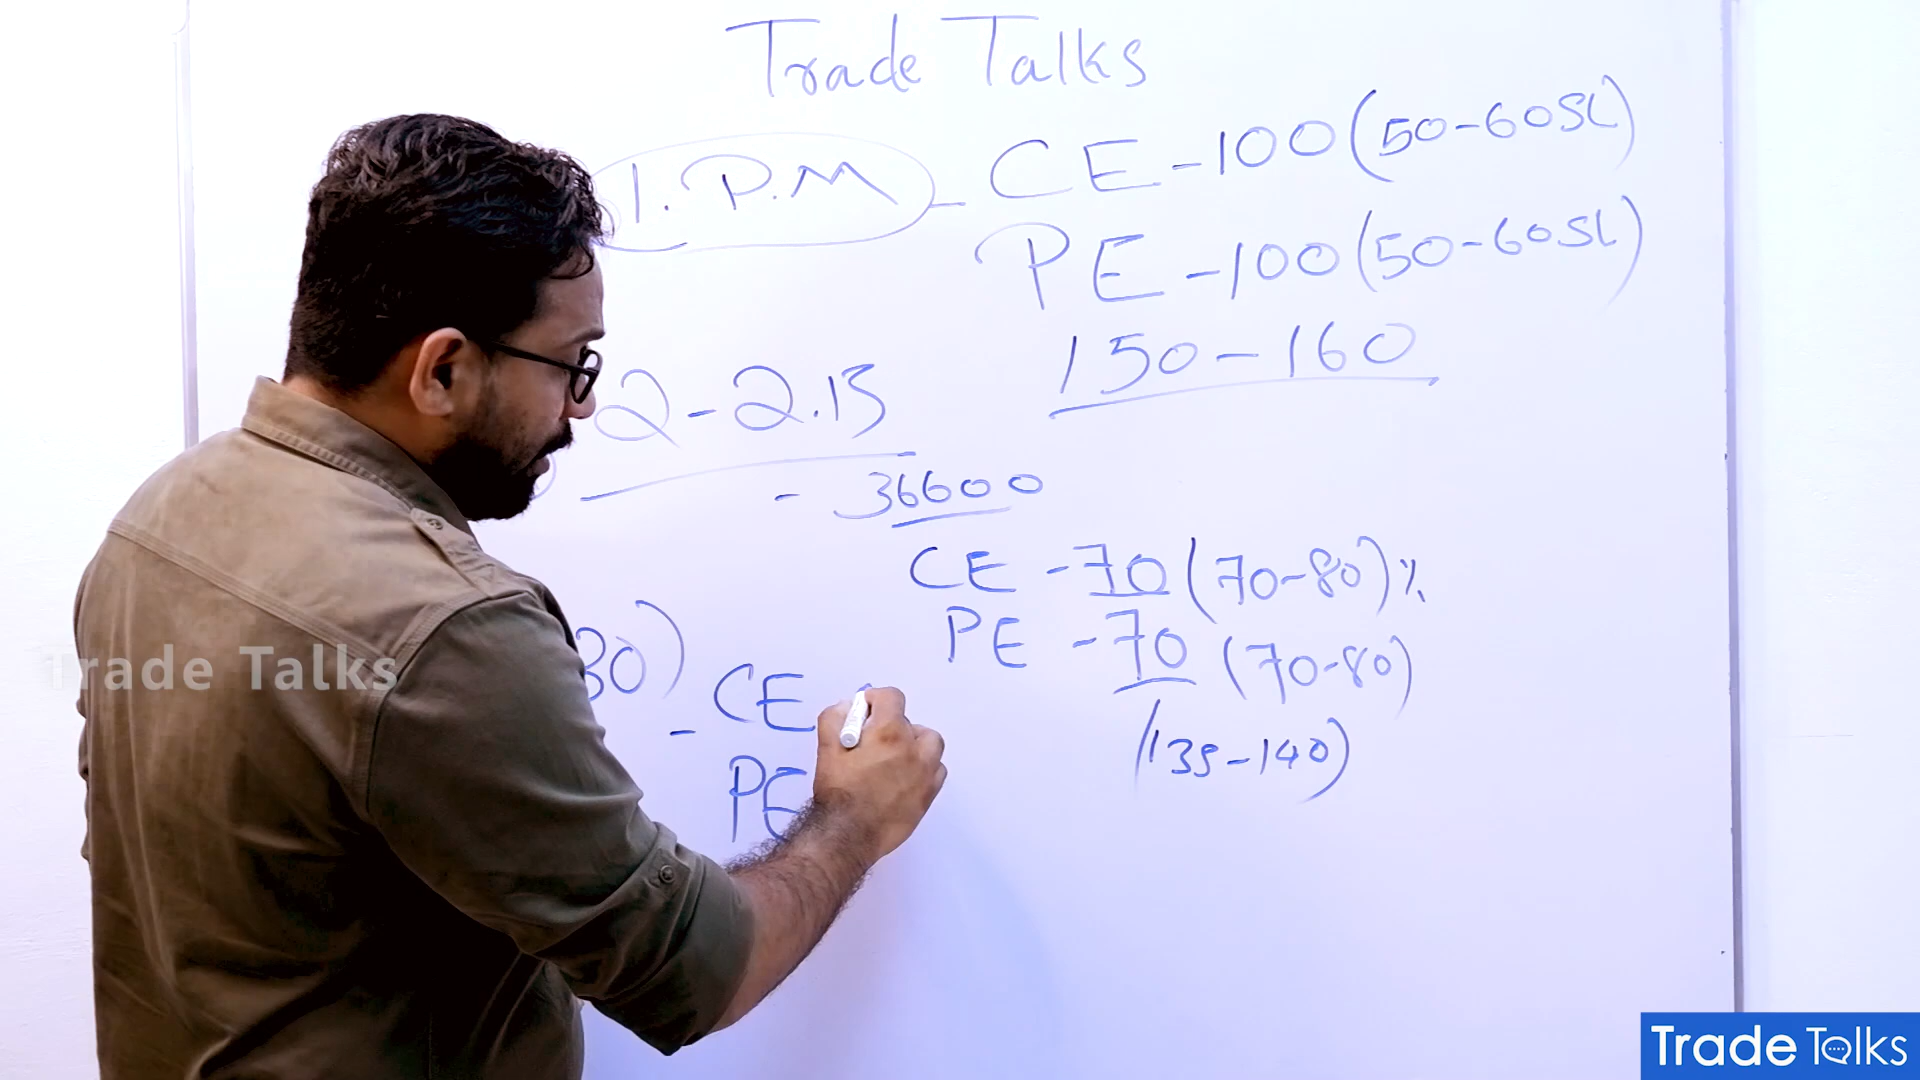 Trade Talks
1. P.M - CE - 100 (50-60SL)
PE - 100 (50-60SL)
150 - 160
2 - 2.15
- 36600
CE - 70 (70-80) %
PE - 70 (70-80)
(135-140)
30)
- CE
PE
Trade Talks
Trade Talks